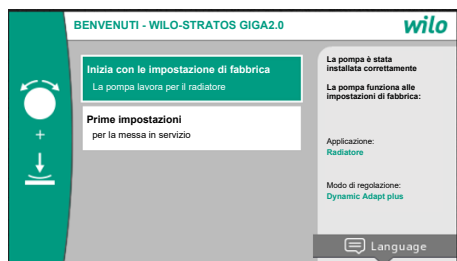 BENVENUTI - WILO-STRATOS GIGA2.0
wilo
Inizia con le impostazione di fabbrica
La pompa lavora per il radiatore
Prime impostazioni
per la messa in servizio
+
La pompa è stata
installata correttamente
La pompa funziona alle
impostazioni di fabbrica:
Applicazione:
Radiatore
Modo di regolazione:
Dynamic Adapt plus
Language